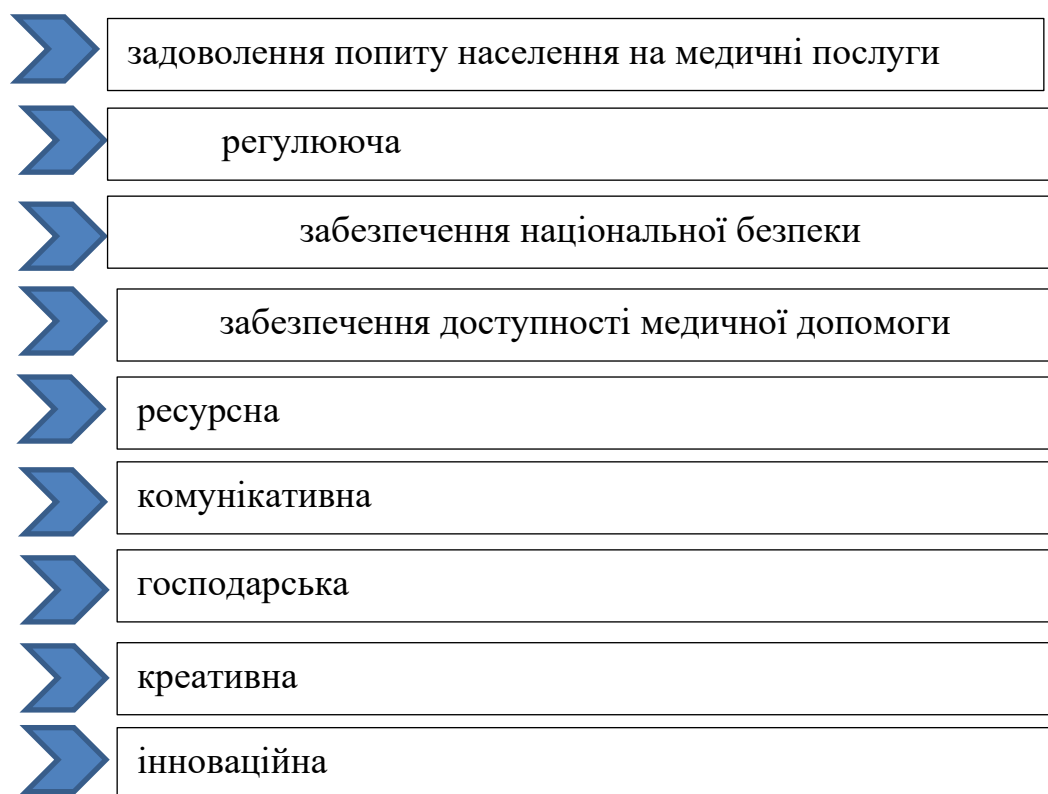 задоволення попиту населення на медичні послуги
регулююча
забезпечення національної безпеки
забезпечення доступності медичної допомоги
ресурсна
комунікативна
господарська
креативна
інноваційна